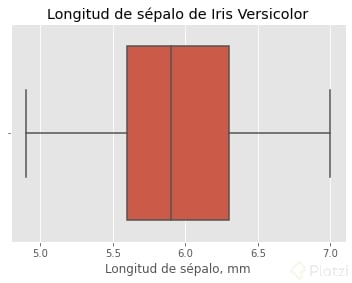 Longitud de sépalo de Iris Versicolor
5.0 5.5 6.0 6.5 7.0
Longitud de sépalo, mm
Platzi